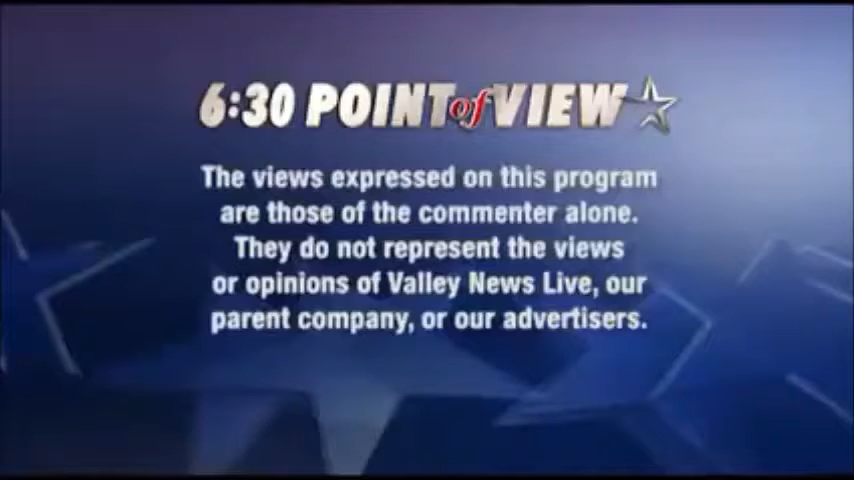 6:30 POINT of VIEW
The views expressed on this program
are those of the commenter alone.
They do not represent the views
or opinions of Valley News Live, our
parent company, or our advertisers.